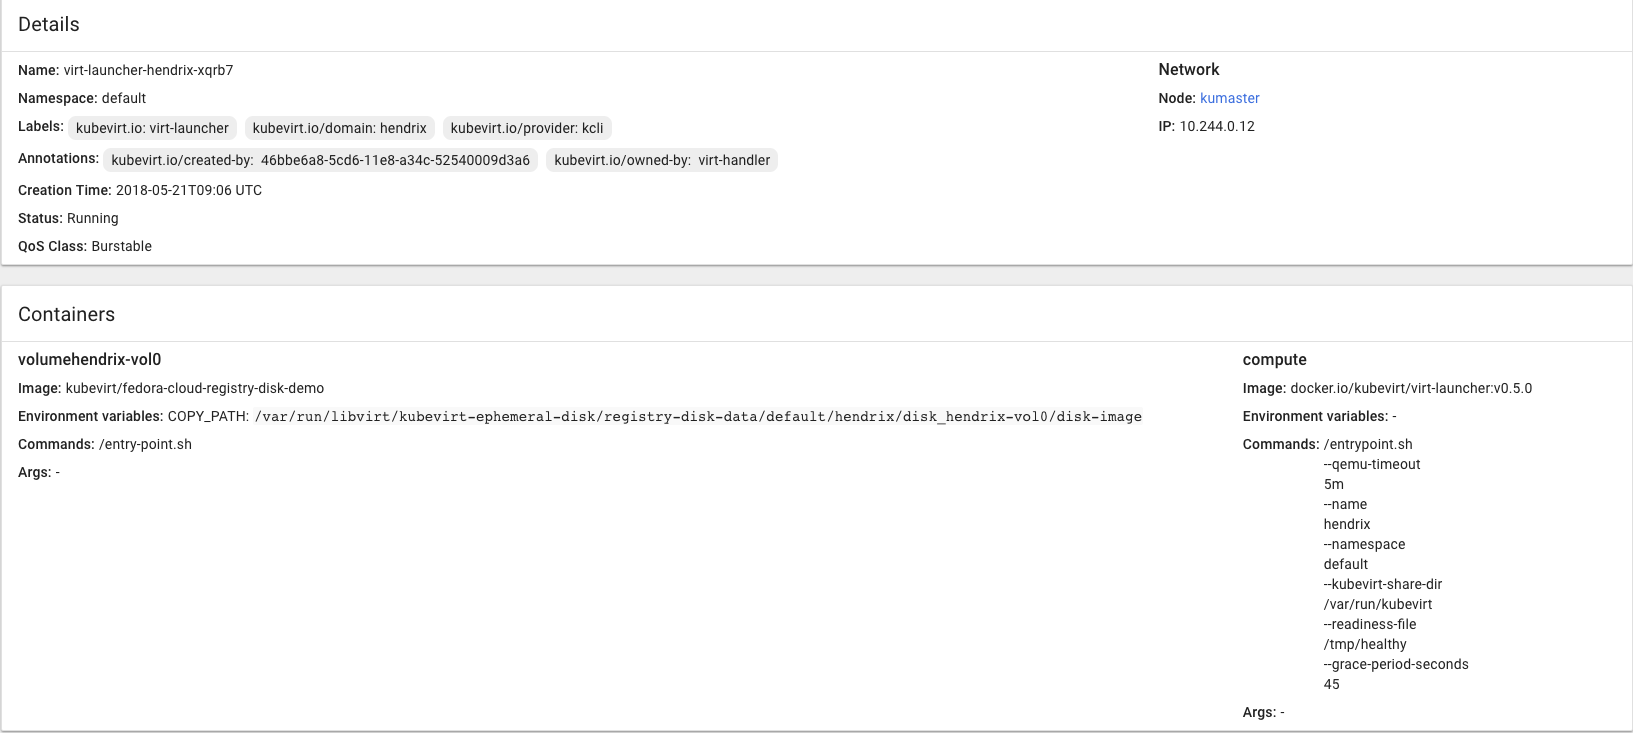 Details
Name: virt-launcher-hendrix-xqrb7
Namespace: default
Labels: kubevirt.io: virt-launcher kubevirt.io/domain: hendrix kubevirt.io/provider: kcli
Annotations: kubevirt.io/created-by: 46bbe6a8-5cd6-11e8-a34c-52540009d3a6 kubevirt.io/owned-by: virt-handler
Creation Time: 2018-05-21T09:06 UTC
Status: Running
QoS Class: Burstable
Network
Node: kumaster
IP: 10.244.0.12
Containers
volumehendrix-vol0
Image: kubevirt/fedora-cloud-registry-disk-demo
Environment variables: COPY_PATH: /var/run/libvirt/kubevirt-ephemeral-disk/registry-disk-data/default/hendrix/disk_hendrix-vol0/disk-image
Commands: /entry-point.sh
Args: -
compute
Image: docker.io/kubevirt/virt-launcher:v0.5.0
Environment variables: -
Commands: /entrypoint.sh
--qemu-timeout
5m
--name
hendrix
--namespace
default
--kubevirt-share-dir
/var/run/kubevirt
--readiness-file
/tmp/healthy
--grace-period-seconds
45
Args: -